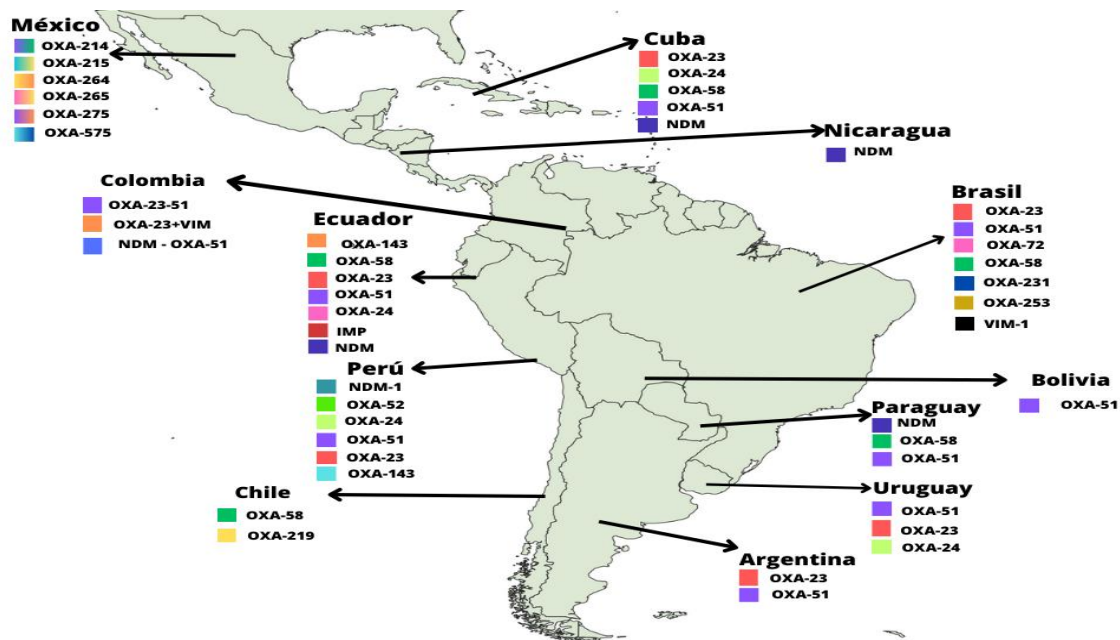 México
OXA-214
OXA-215
OXA-264
OXA-265
OXA-275
OXA-575
Cuba
OXA-23
OXA-24
OXA-58
OXA-51
NDM
Nicaragua
NDM
Colombia
OXA-23-51
OXA-23+VIM
NDM - OXA-51
Ecuador
OXA-143
OXA-58
OXA-23
OXA-51
OXA-24
IMP
NDM
Brasil
OXA-23
OXA-51
OXA-72
OXA-58
OXA-231
OXA-253
VIM-1
Perú
NDM-1
OXA-52
OXA-24
OXA-51
OXA-23
OXA-143
Bolivia
OXA-51
Paraguay
NDM
OXA-58
OXA-51
Chile
OXA-58
OXA-219
Uruguay
OXA-51
OXA-23
OXA-24
Argentina
OXA-23
OXA-51